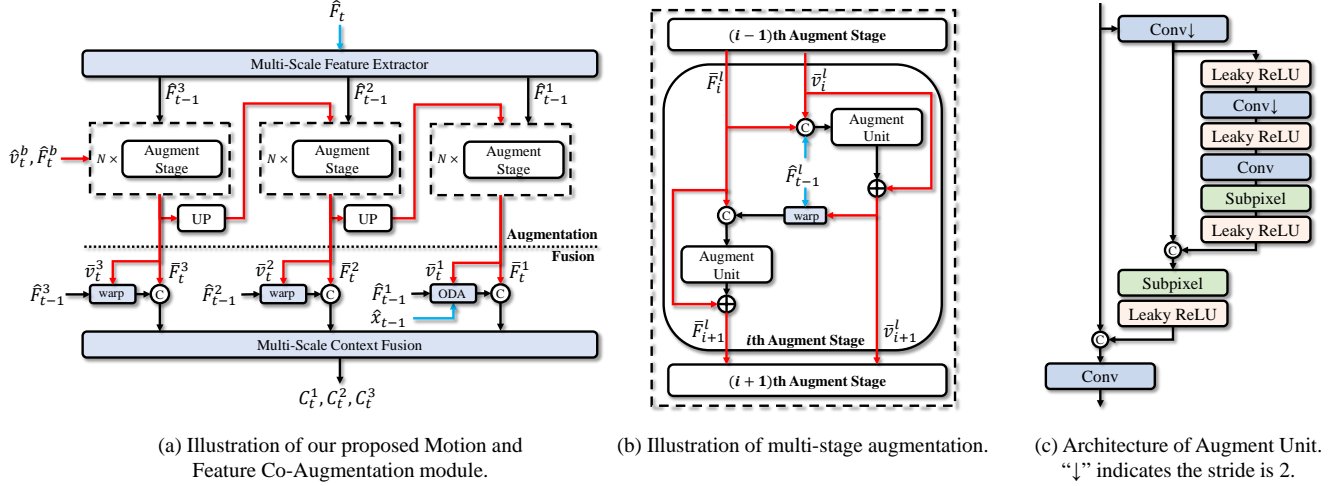 F̂_t
Multi-Scale Feature Extractor
F̂³_{t-1} F̂²_{t-1} F̂¹_{t-1}
v̂^b_t, F̂^b_t
N × Augment Stage
N × Augment Stage
N × Augment Stage
UP UP
Augmentation
Fusion
v̄³_t F̄³_t v̄²_t F̄²_t v̄¹_t F̄¹_t
F̂³_{t-1} warp C F̂²_{t-1} warp C F̂¹_{t-1} ODA C
x̂_{t-1}
Multi-Scale Context Fusion
C¹_t, C²_t, C³_t
(a) Illustration of our proposed Motion and
Feature Co-Augmentation module.
(i − 1)th Augment Stage
F̄^l_i v̄^l_i
C Augment
Unit
F̂^l_{t-1}
C warp
Augment
Unit
F̄^l_{i+1} v̄^l_{i+1}
ith Augment Stage
(i + 1)th Augment Stage
(b) Illustration of multi-stage augmentation.
Conv↓
Leaky ReLU
Conv↓
Leaky ReLU
Conv
Subpixel
Leaky ReLU
C
Subpixel
Leaky ReLU
C
Conv
(c) Architecture of Augment Unit.
“↓” indicates the stride is 2.